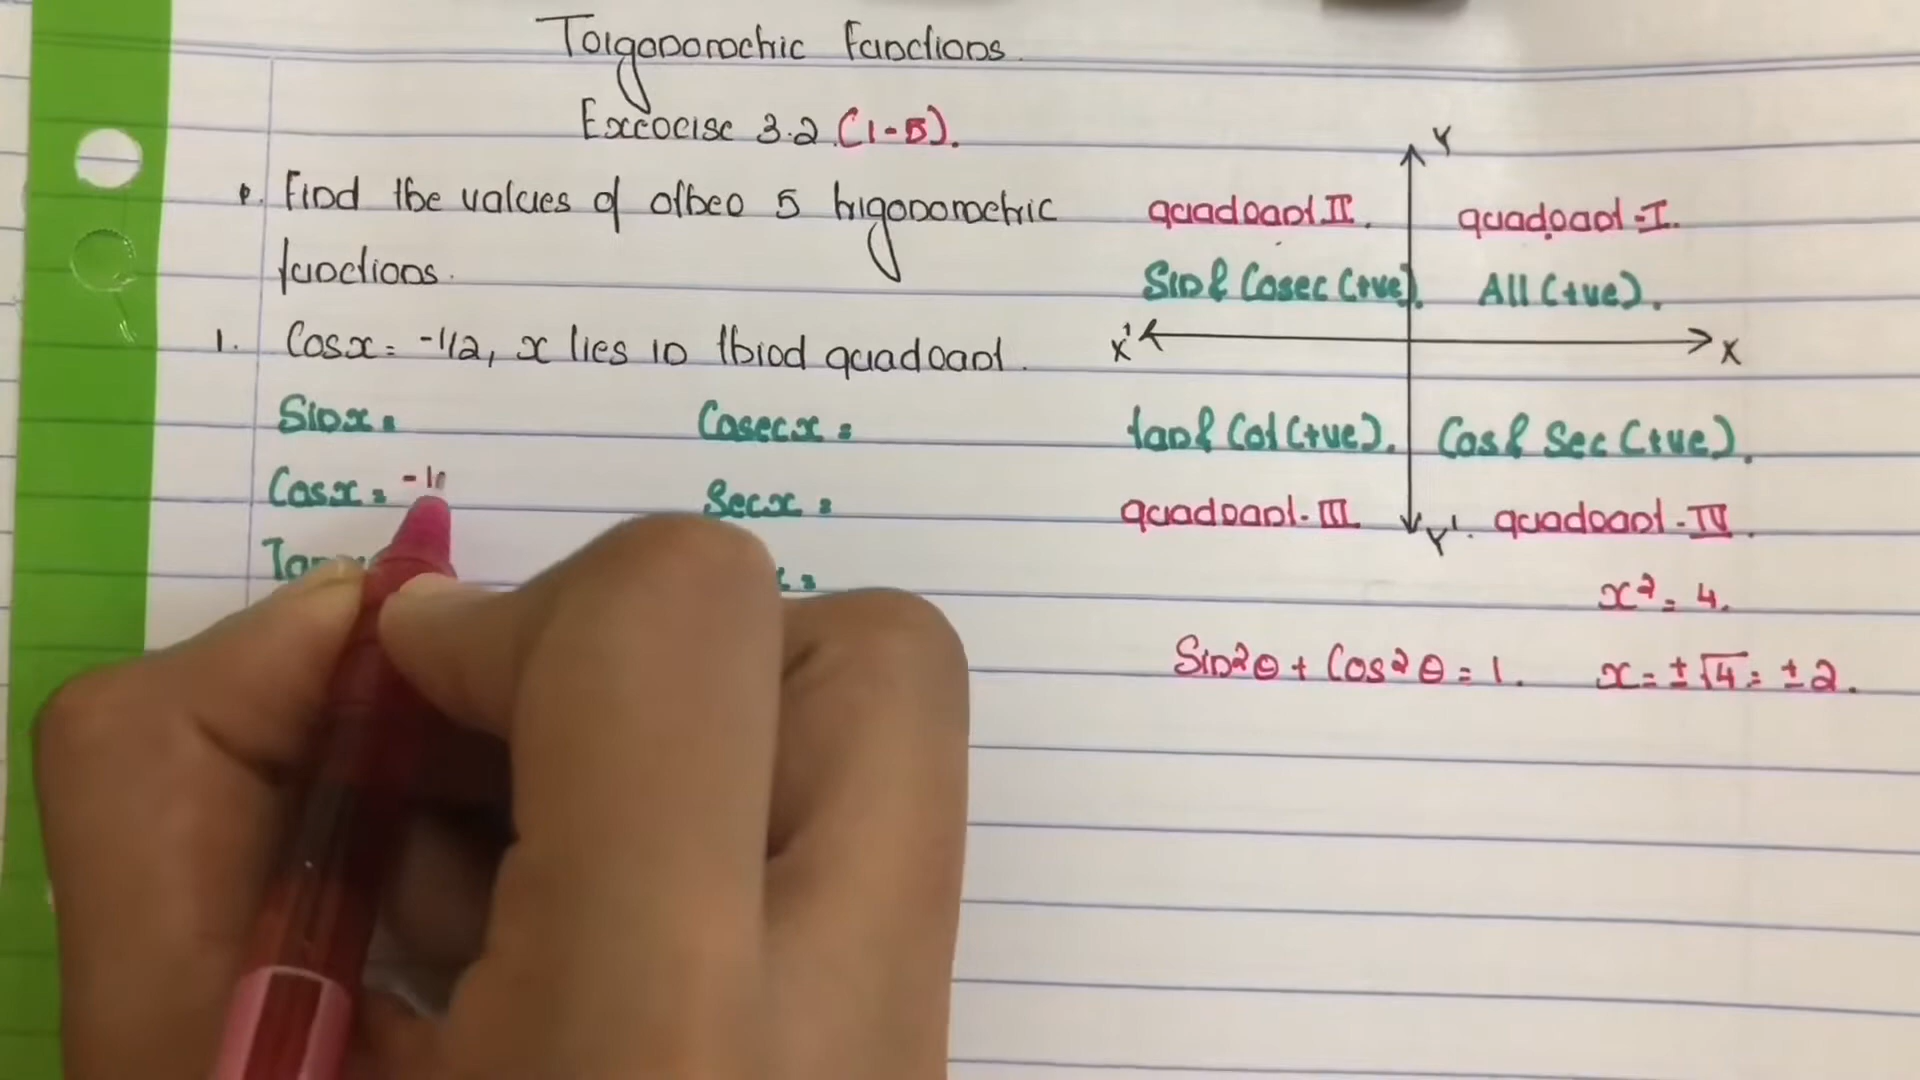 Trigonometric Functions.
Exercise 3.2 (1-5).
Find the values of other 5 trigonometric
functions.
1. Cosx = -1/2, x lies in third quadrant.
Sinx =
Cosecx =
Cosx = -1
Secx =
Y
quadrant II.
quadrant-I.
Sin & Cosec (+ve).
All (+ve).
X'
X
tan & Cot (+ve).
Cos & Sec (+ve).
quadrant-III
Y'.
quadrant-IV.
x² = 4.
Sin²θ + Cos²θ = 1.
x = ±√4 = ±2.